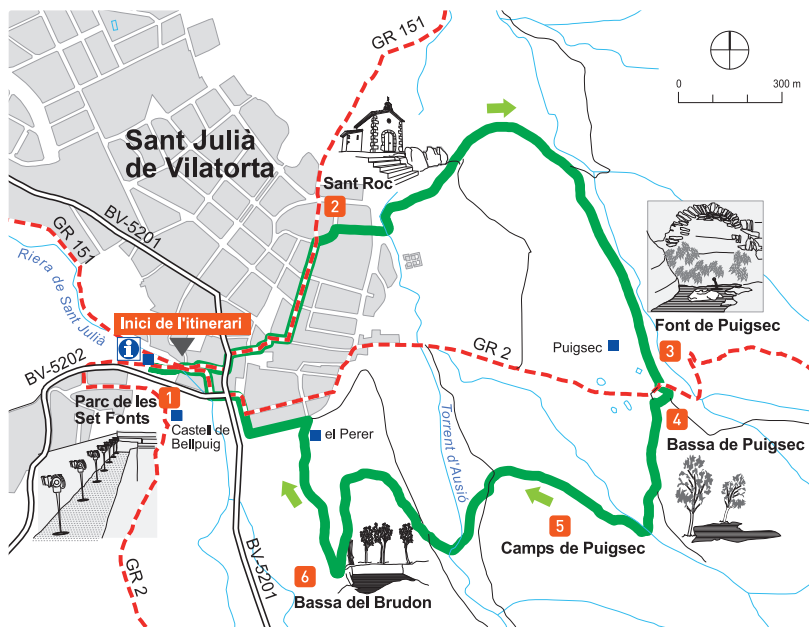 GR 151
0
300 m
Sant Julià
de Vilatorta
Sant Roc
2
BV-5201
GR 151
Riera de Sant Julià
Inici de l'itinerari
i
BV-5202
GR 2
Puigsec
Font de Puigsec
3
1
Parc de les
Set Fonts
Castell de
Bellpuig
el Perer
Torrent d'Ausió
4
Bassa de Puigsec
5
Camps de Puigsec
GR 2
BV-5201
6
Bassa del Brudon